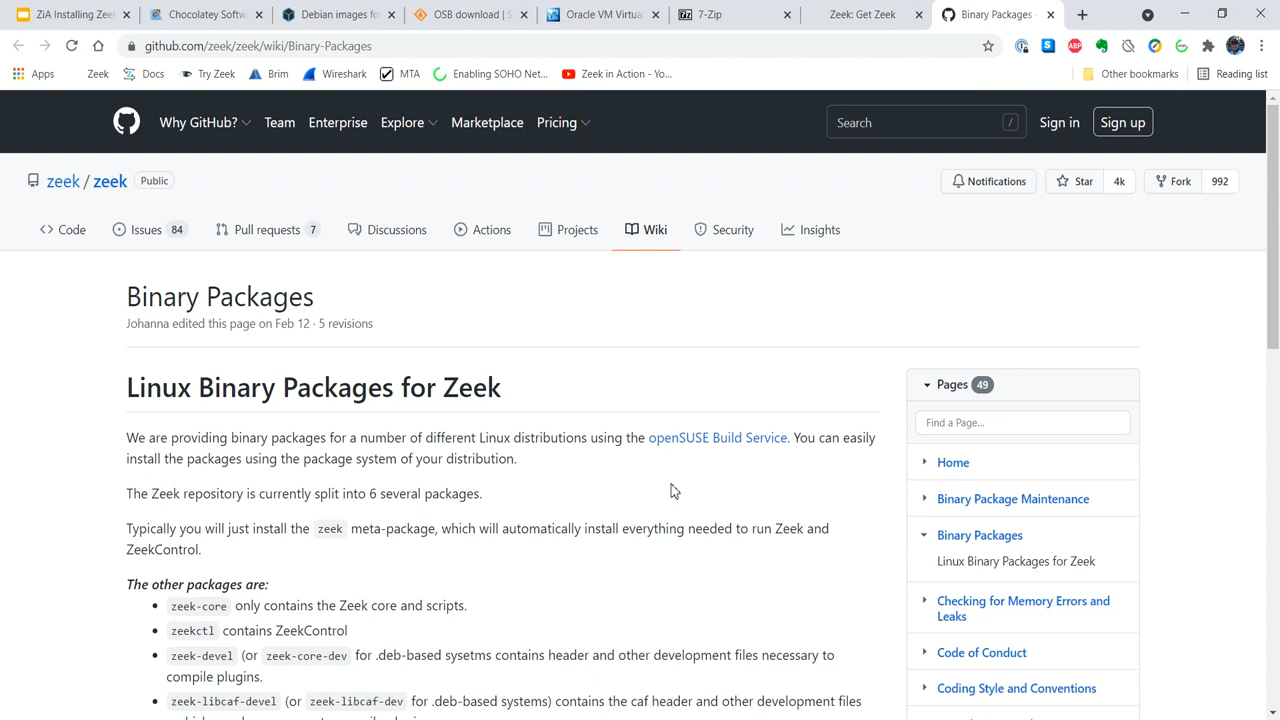 ZiA Installing Zeek
Chocolatey Softw
Debian images for
OSB download | S
Oracle VM Virtual
7-Zip
Zeek: Get Zeek
Binary Packages
github.com/zeek/zeek/wiki/Binary-Packages
Apps
Zeek
Docs
Try Zeek
Brim
Wireshark
MTA
Enabling SOHO Net...
Zeek in Action - Yo...
Other bookmarks
Reading list
Why GitHub?
Team
Enterprise
Explore
Marketplace
Pricing
Search /
Sign in
Sign up
zeek / zeek Public
Notifications
Star 4k
Fork 992
Code
Issues 84
Pull requests 7
Discussions
Actions
Projects
Wiki
Security
Insights
Binary Packages
Johanna edited this page on Feb 12 · 5 revisions
Linux Binary Packages for Zeek
We are providing binary packages for a number of different Linux distributions using the openSUSE Build Service. You can easily
install the packages using the package system of your distribution.
The Zeek repository is currently split into 6 several packages.
Typically you will just install the zeek meta-package, which will automatically install everything needed to run Zeek and
ZeekControl.
The other packages are:
• zeek-core only contains the Zeek core and scripts.
• zeekctl contains ZeekControl
• zeek-devel (or zeek-core-dev for .deb-based sysetms contains header and other development files necessary to
compile plugins.
• zeek-libcaf-devel (or zeek-libcaf-dev for .deb-based systems) contains the caf header and other development files
Pages 49
Find a Page...
Home
Binary Package Maintenance
Binary Packages
Linux Binary Packages for Zeek
Checking for Memory Errors and
Leaks
Code of Conduct
Coding Style and Conventions